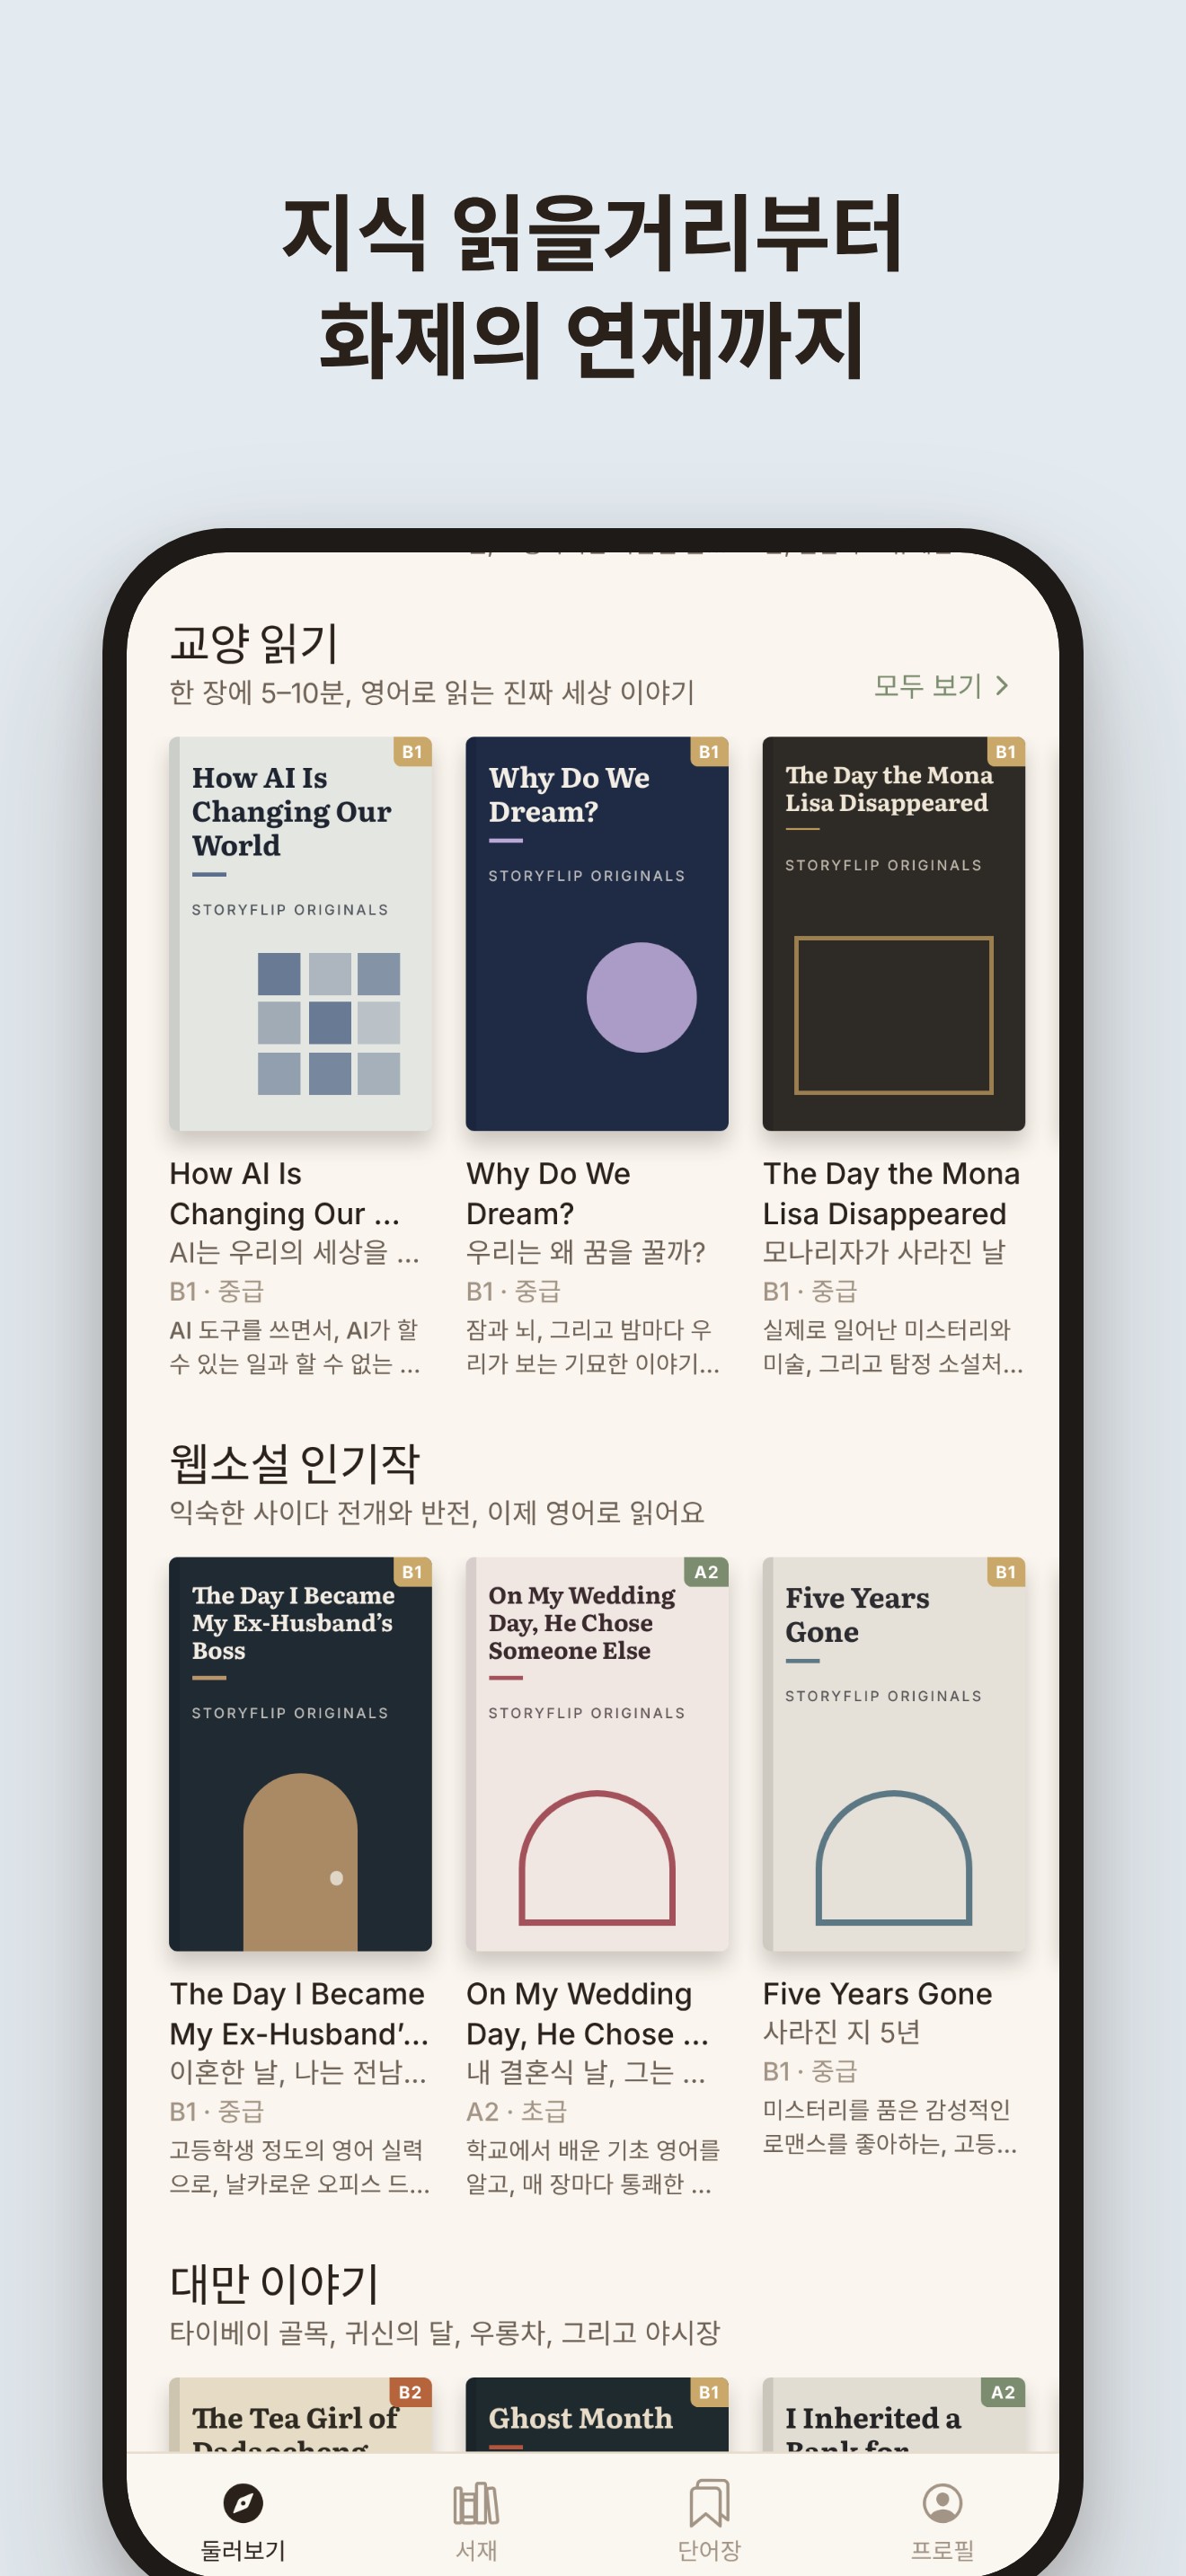 지식 읽을거리부터
화제의 연재까지
교양 읽기
한 장에 5–10분, 영어로 읽는 진짜 세상 이야기
모두 보기
B1
How AI Is
Changing Our
World
STORYFLIP ORIGINALS
B1
Why Do We
Dream?
STORYFLIP ORIGINALS
B1
The Day the Mona
Lisa Disappeared
STORYFLIP ORIGINALS
How AI Is
Changing Our ...
AI는 우리의 세상을 ...
B1 · 중급
AI 도구를 쓰면서, AI가 할
수 있는 일과 할 수 없는 ...
Why Do We
Dream?
우리는 왜 꿈을 꿀까?
B1 · 중급
잠과 뇌, 그리고 밤마다 우
리가 보는 기묘한 이야기...
The Day the Mona
Lisa Disappeared
모나리자가 사라진 날
B1 · 중급
실제로 일어난 미스터리와
미술, 그리고 탐정 소설처...
웹소설 인기작
익숙한 사이다 전개와 반전, 이제 영어로 읽어요
B1
The Day I Became
My Ex-Husband’s
Boss
STORYFLIP ORIGINALS
A2
On My Wedding
Day, He Chose
Someone Else
STORYFLIP ORIGINALS
B1
Five Years
Gone
STORYFLIP ORIGINALS
The Day I Became
My Ex-Husband’...
이혼한 날, 나는 전남...
B1 · 중급
고등학생 정도의 영어 실력
으로, 날카로운 오피스 드...
On My Wedding
Day, He Chose ...
내 결혼식 날, 그는 ...
A2 · 초급
학교에서 배운 기초 영어를
알고, 매 장마다 통쾌한 ...
Five Years Gone
사라진 지 5년
B1 · 중급
미스터리를 품은 감성적인
로맨스를 좋아하는, 고등...
대만 이야기
타이베이 골목, 귀신의 달, 우롱차, 그리고 야시장
B2
The Tea Girl of
Dadaocheng
B1
Ghost Month
A2
I Inherited a
Bank for
둘러보기
서재
단어장
프로필